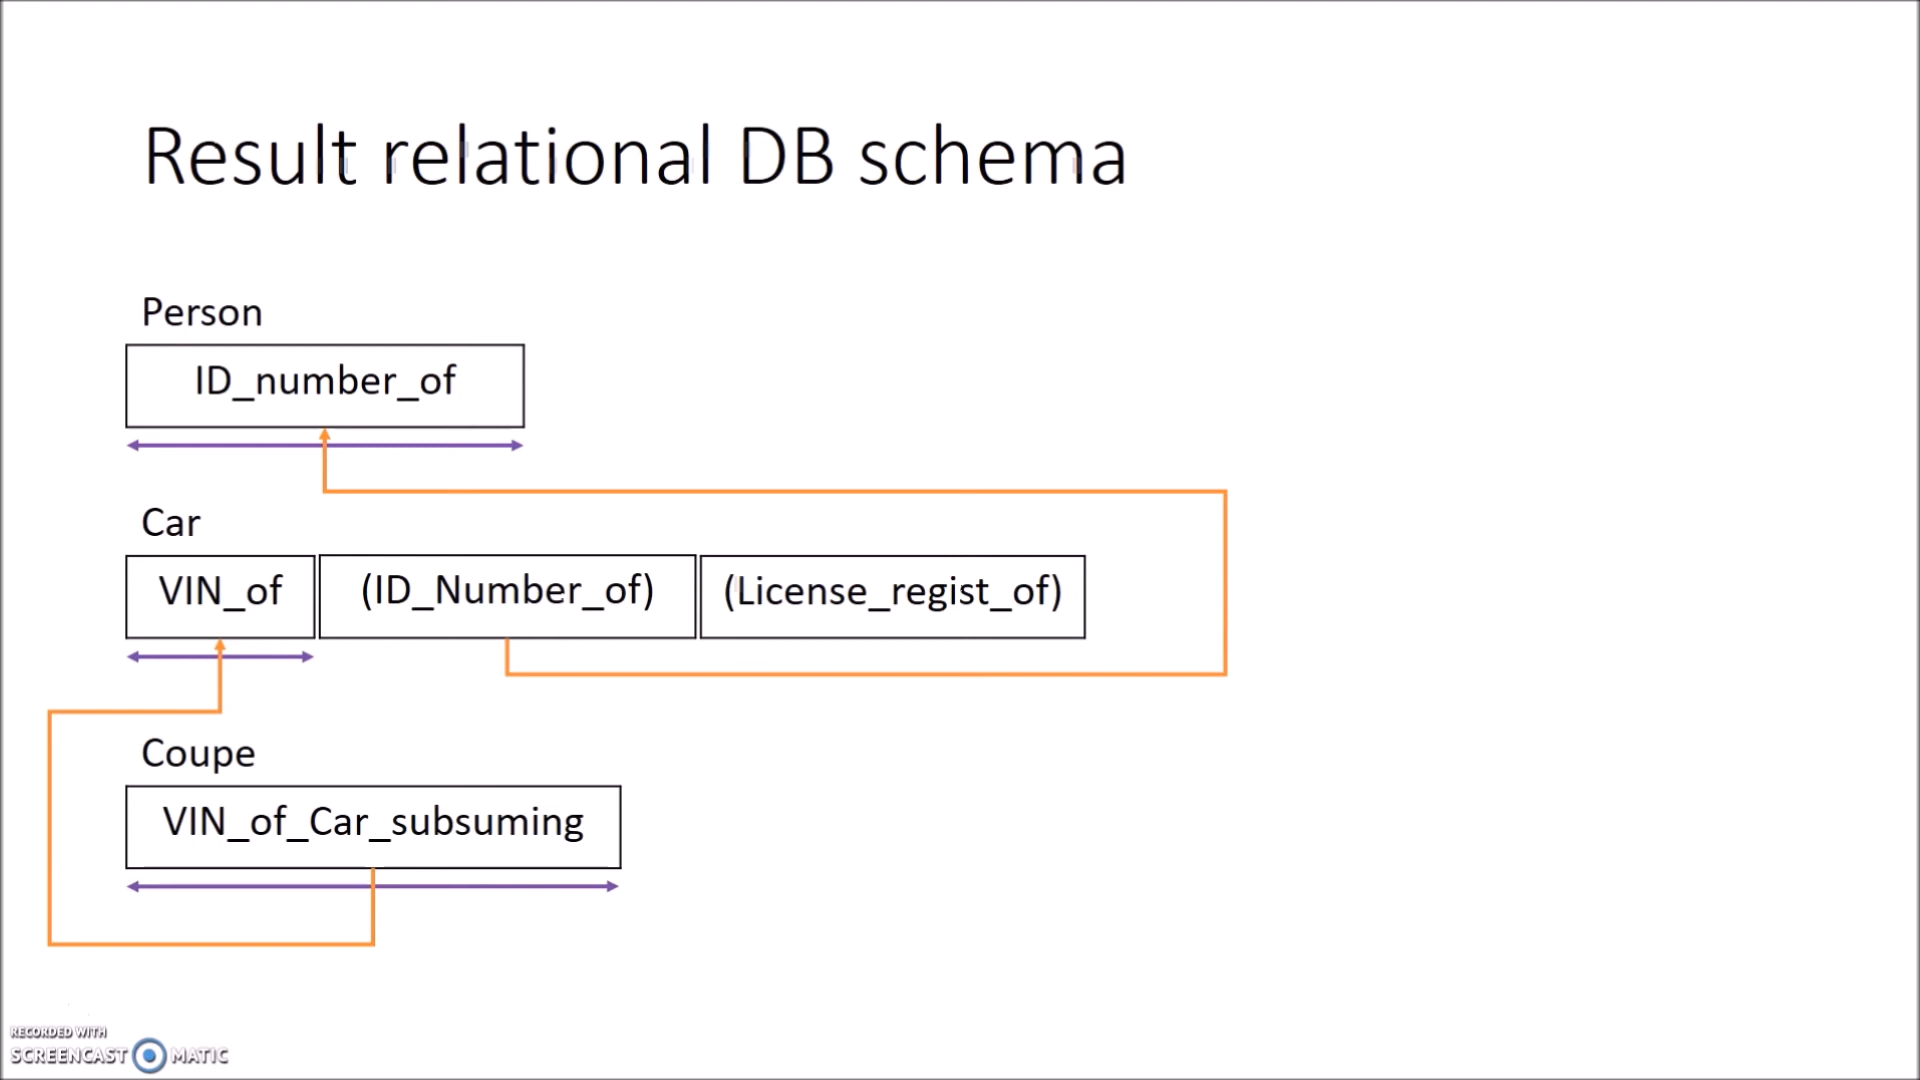 Result relational DB schema
Person
ID_number_of
Car
VIN_of (ID_Number_of) (License_regist_of)
Coupe
VIN_of_Car_subsuming
RECORDED WITH
SCREENCAST MATIC